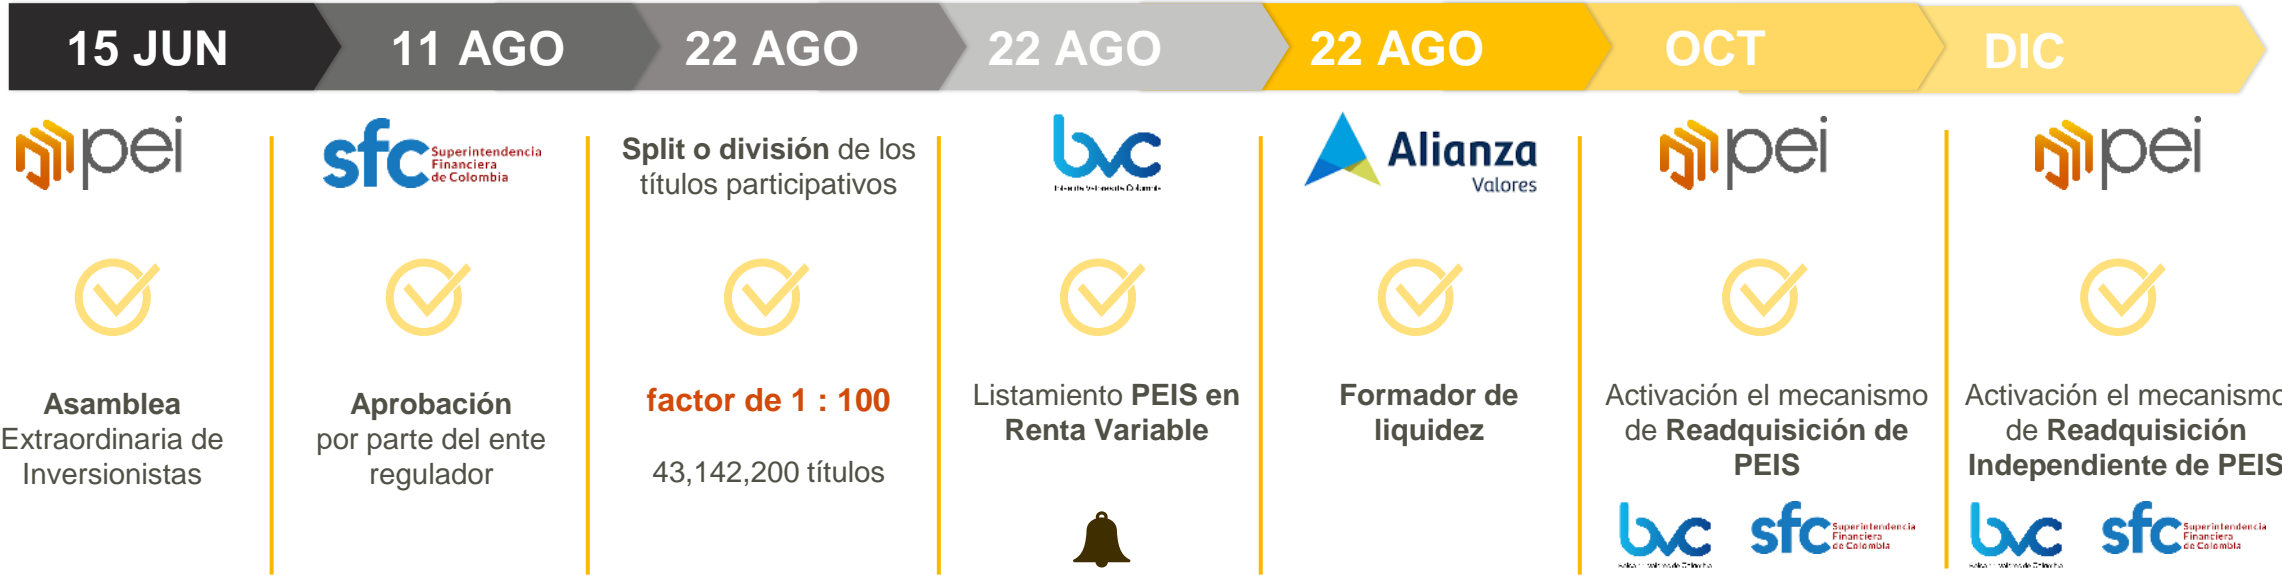 15 JUN
11 AGO
22 AGO
22 AGO
22 AGO
OCT
DIC
pei
sfc Superintendencia
Financiera
de Colombia
Split o división de los
títulos participativos
bvc
Alianza
Valores
pei
pei
Asamblea
Extraordinaria de
Inversionistas
Aprobación
por parte del ente
regulador
factor de 1 : 100
43,142,200 títulos
Listamiento PEIS en
Renta Variable
Formador de
liquidez
Activación el mecanismo
de Readquisición de
PEIS
bvc
sfc Superintendencia
Financiera
de Colombia
Activación el mecanismo
de Readquisición
Independiente de PEIS
bvc
sfc Superintendencia
Financiera
de Colombia